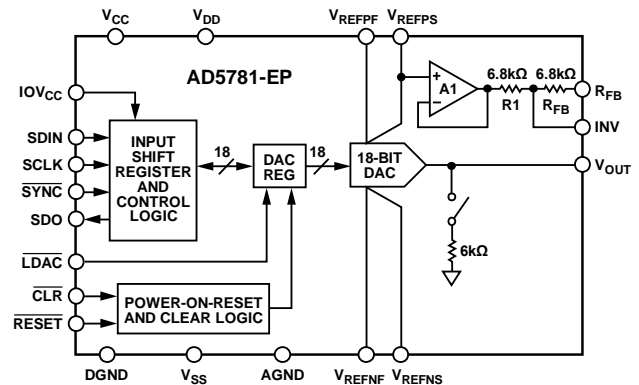 VCC
VDD
VREFPF
VREFPS
AD5781-EP
IOVCC
SDIN
SCLK
SYNC
SDO
LDAC
CLR
RESET
INPUT
SHIFT
REGISTER
AND
CONTROL
LOGIC
18
DAC
REG
18
18-BIT
DAC
A1
6.8kΩ
R1
6.8kΩ
RFB
RFB
INV
VOUT
6kΩ
POWER-ON-RESET
AND CLEAR LOGIC
DGND
VSS
AGND
VREFNF
VREFNS